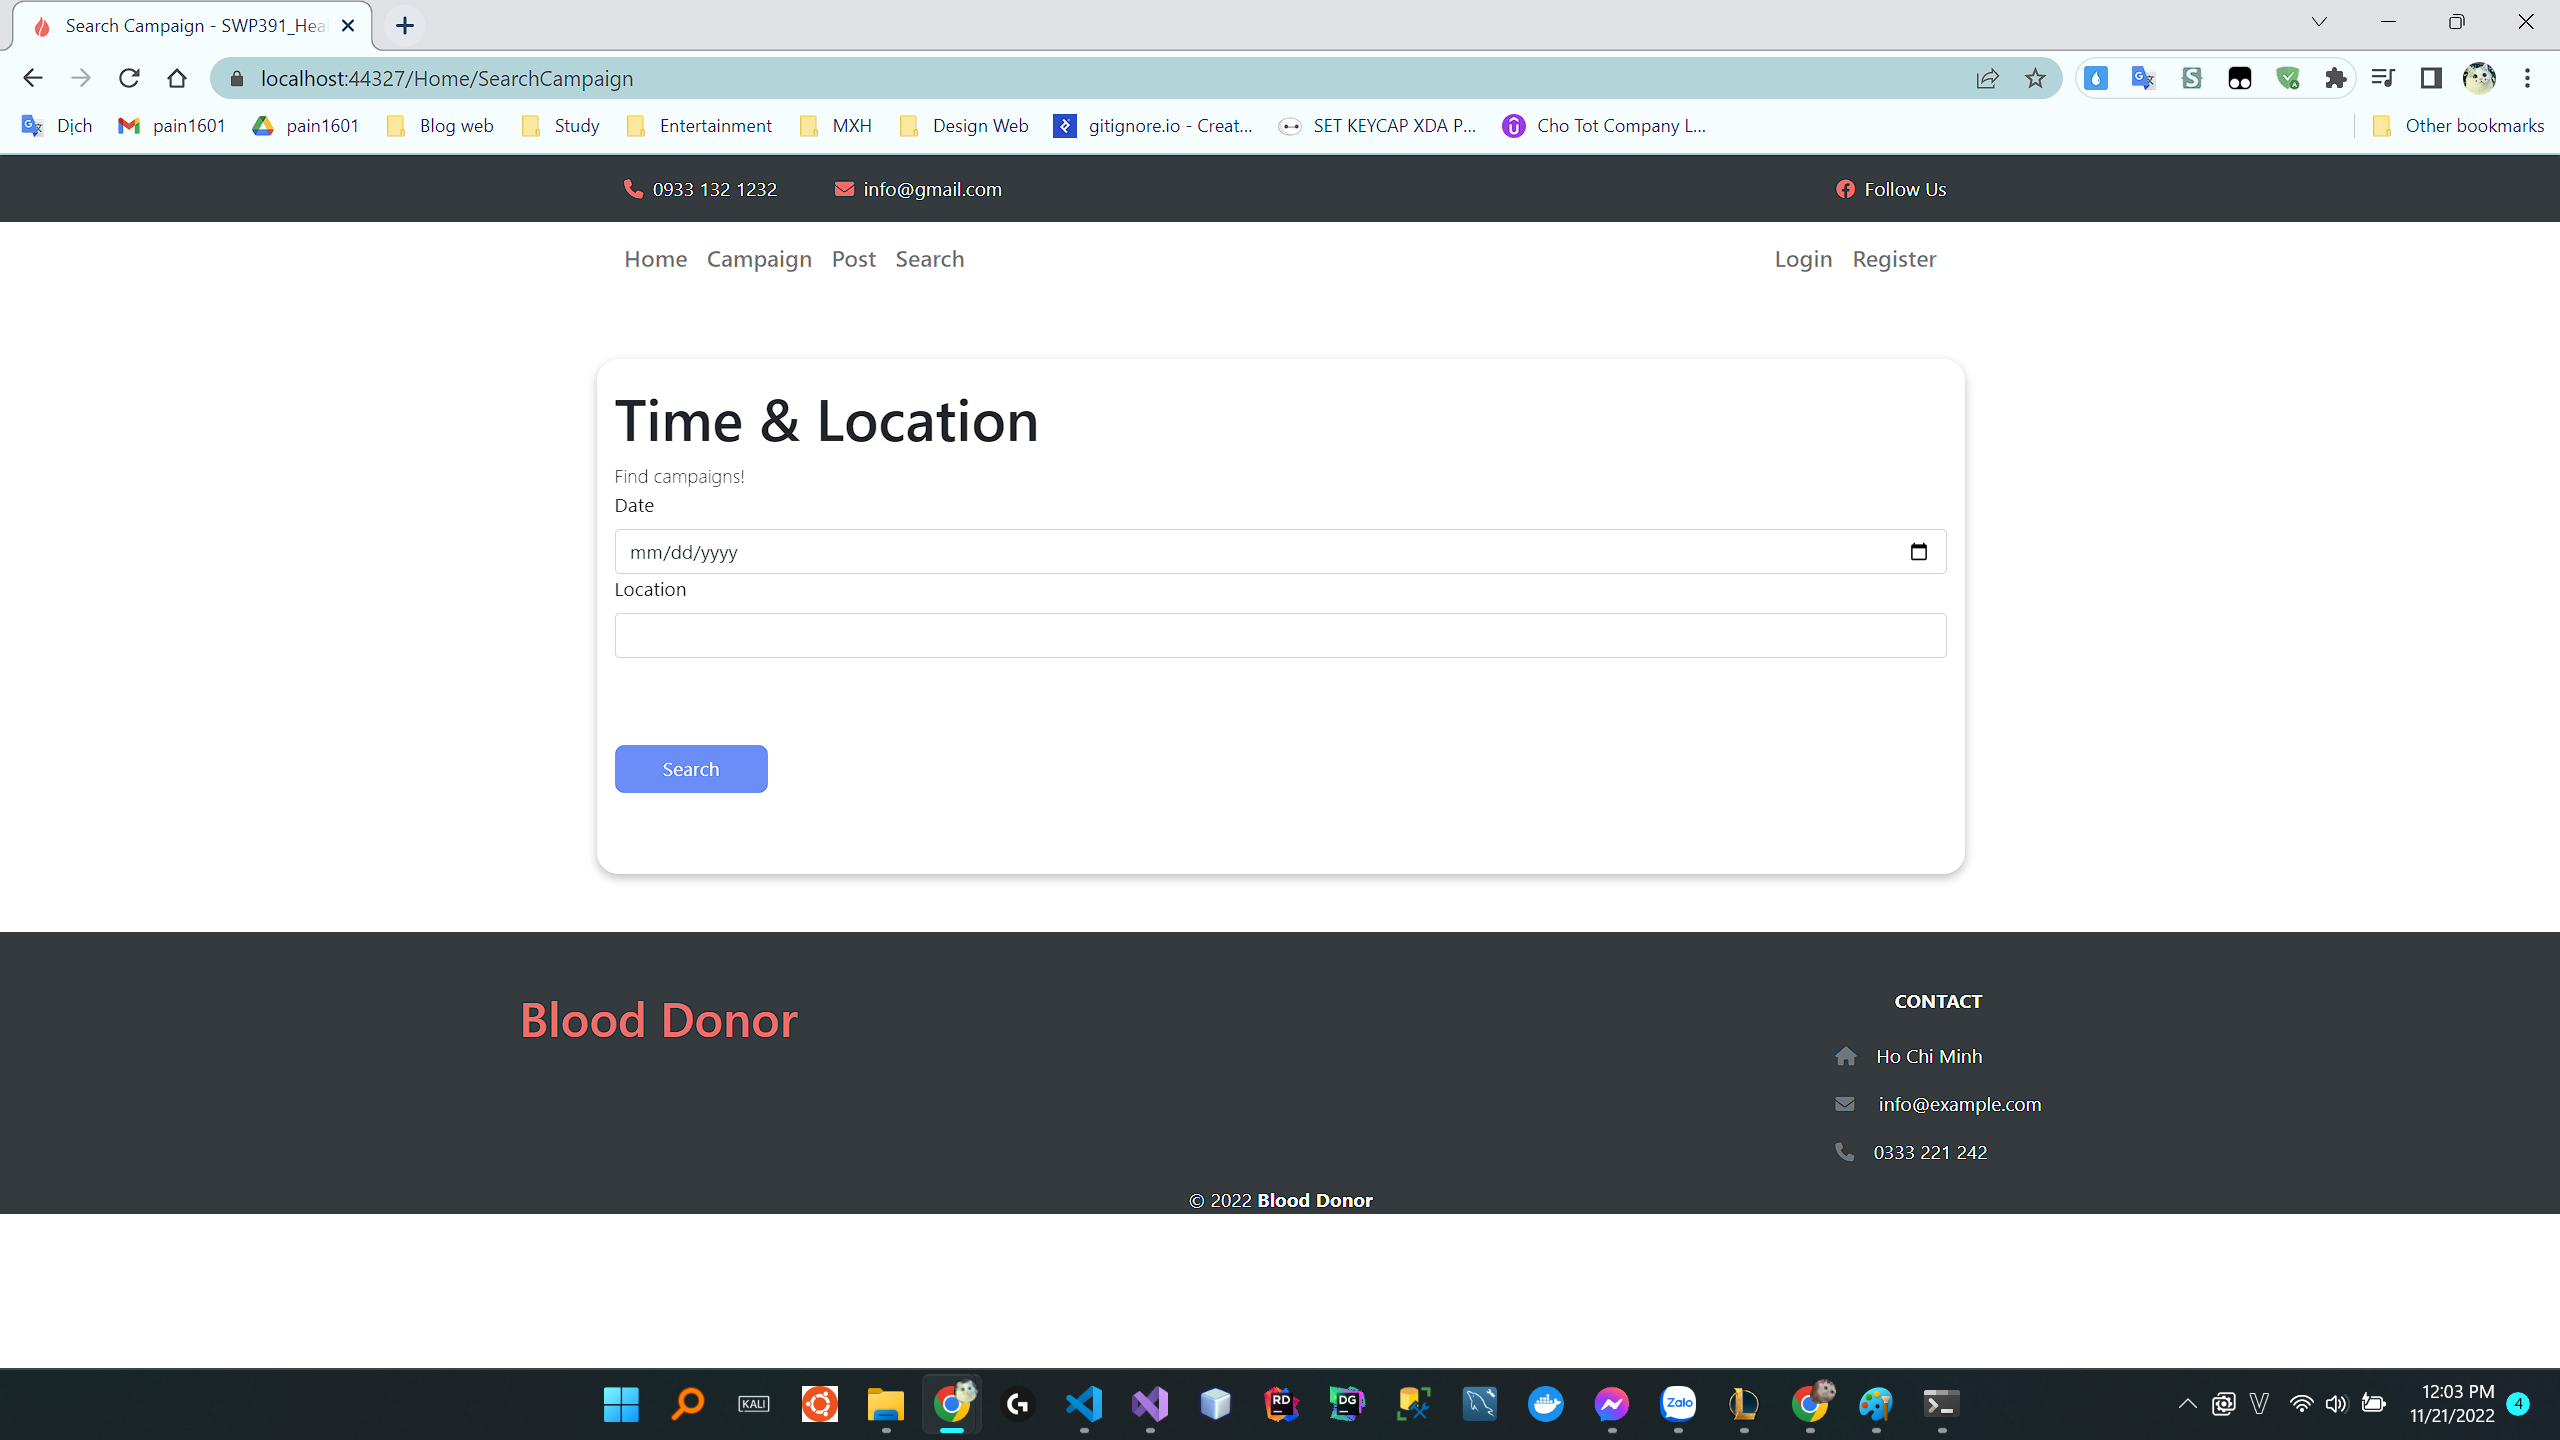 Search Campaign - SWP391_Hea
localhost:44327/Home/SearchCampaign
Dịch pain1601 pain1601 Blog web Study Entertainment MXH Design Web gitignore.io - Creat... SET KEYCAP XDA P... Cho Tot Company L... Other bookmarks
0933 132 1232 info@gmail.com Follow Us
Home Campaign Post Search Login Register
Time & Location
Find campaigns!
Date
mm/dd/yyyy
Location
Search
Blood Donor
CONTACT
Ho Chi Minh
info@example.com
0333 221 242
© 2022 Blood Donor
KALI RD DG Zalo
12:03 PM
11/21/2022
4